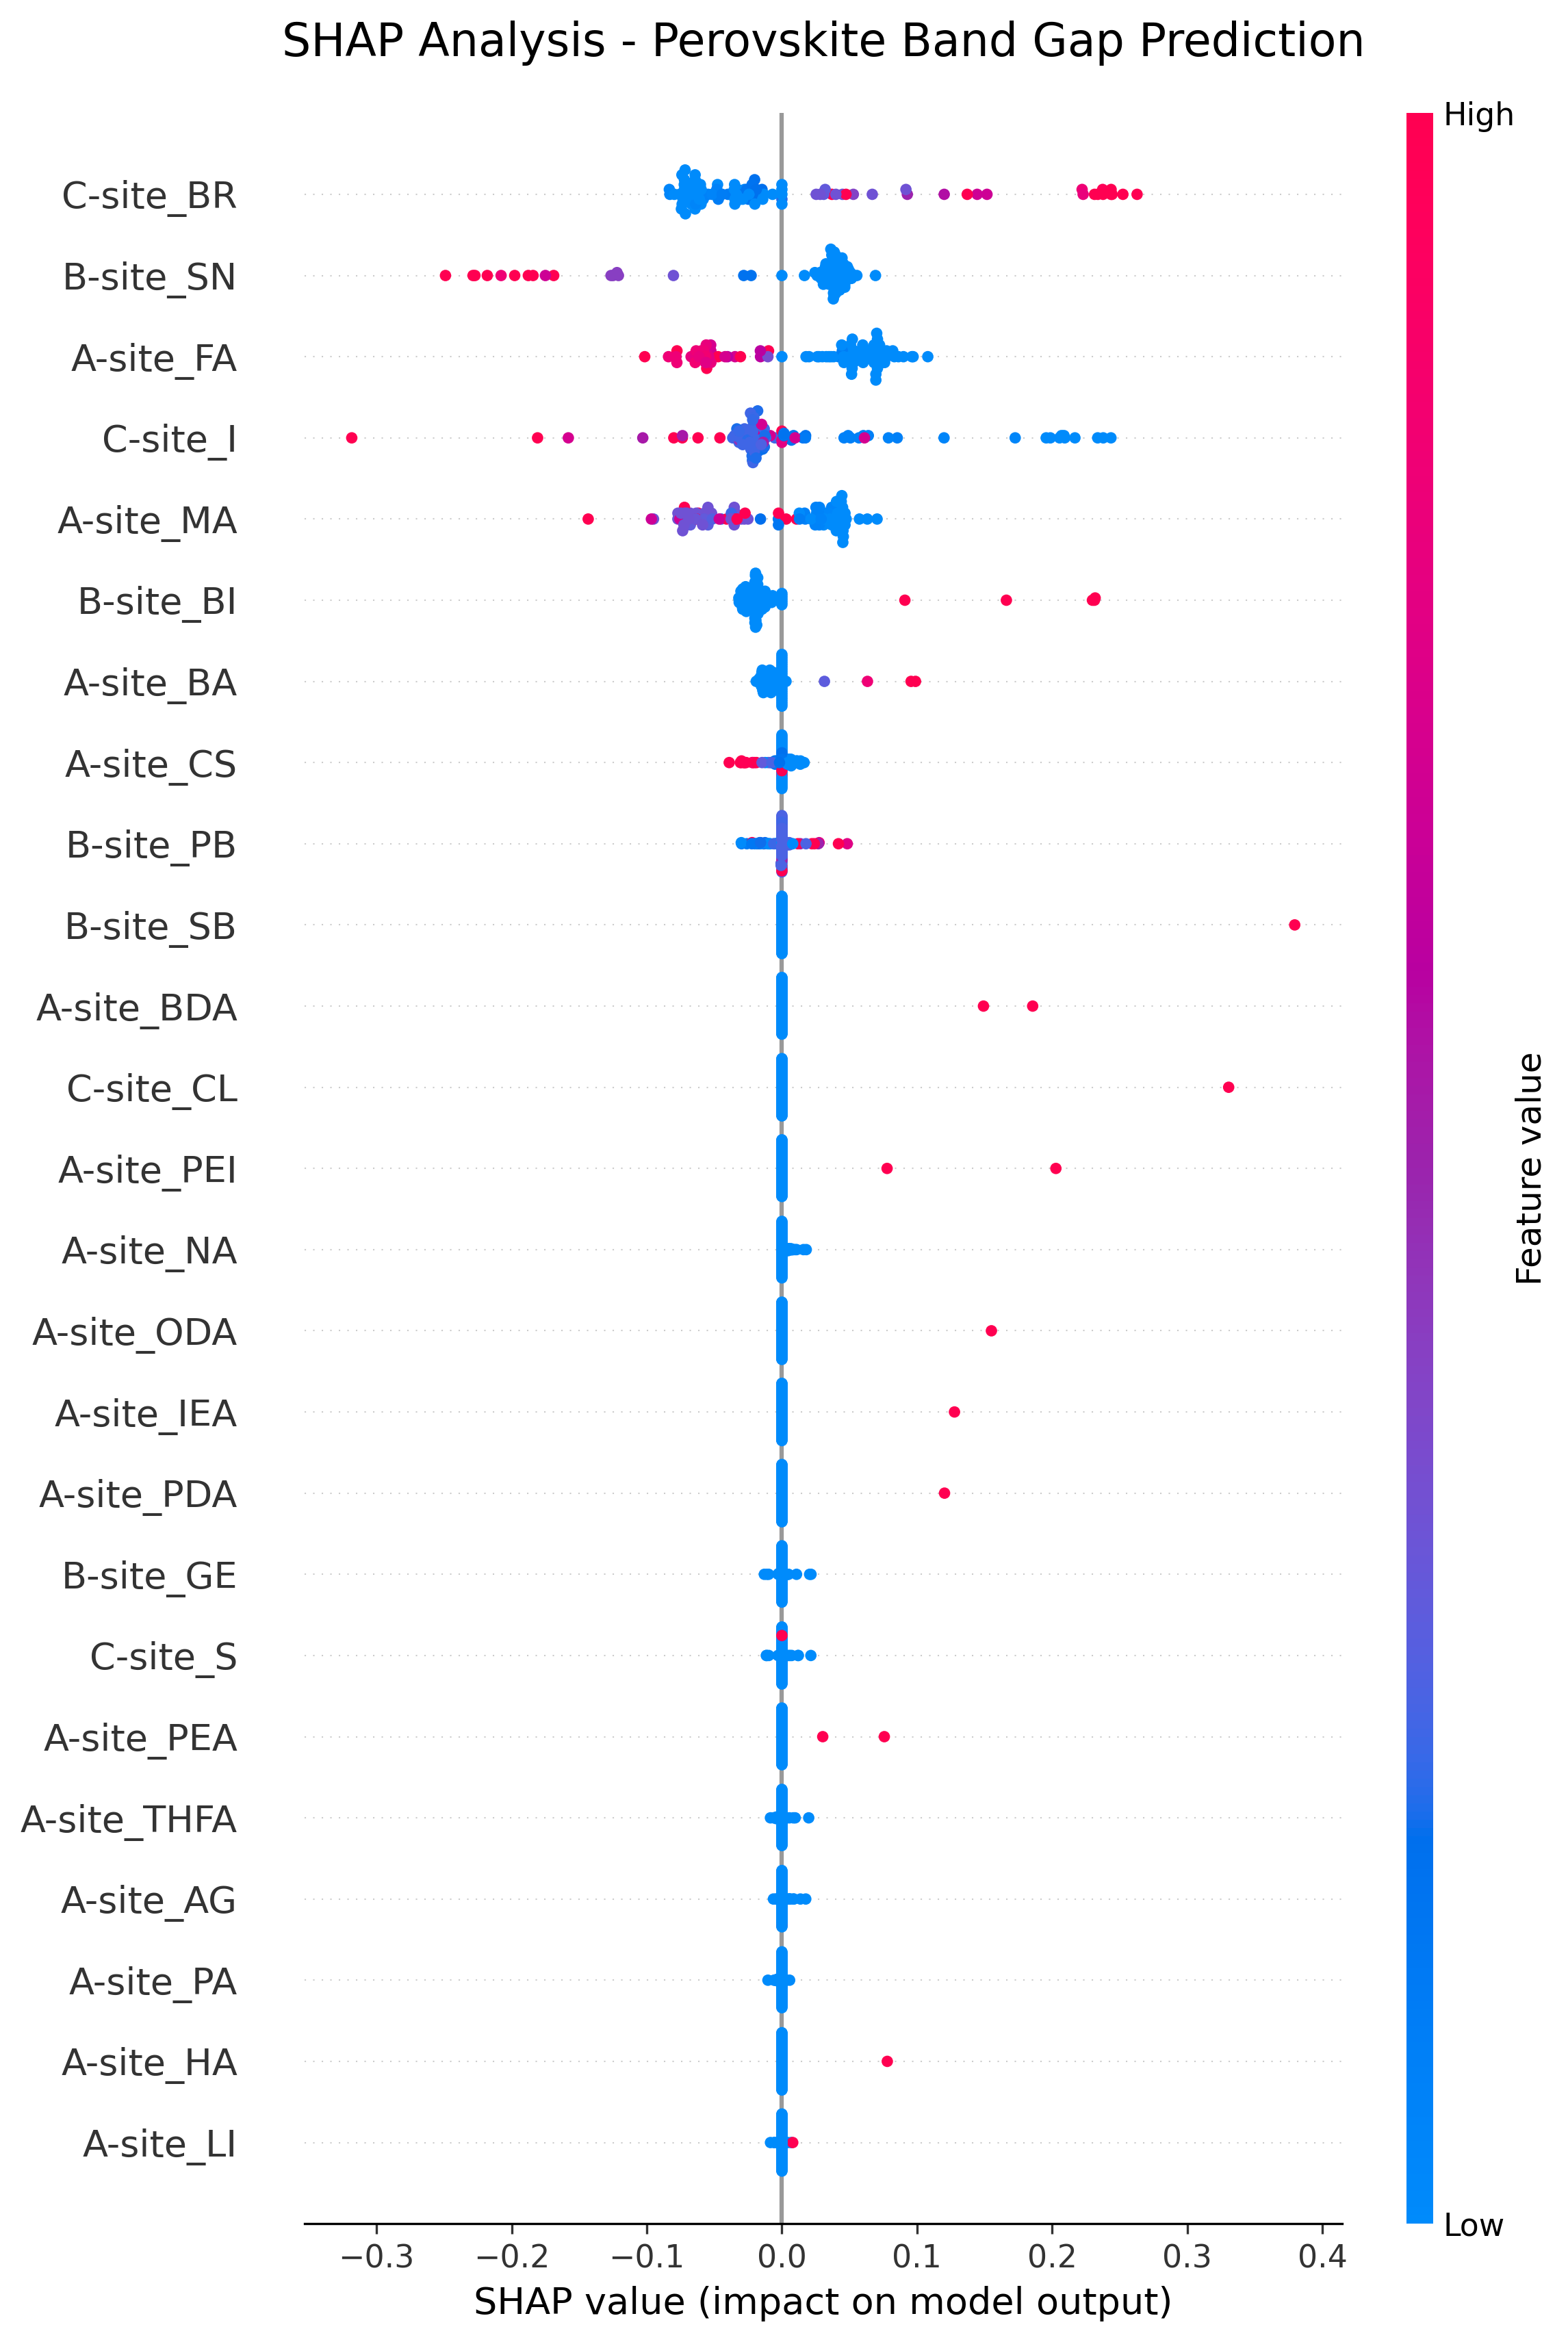 SHAP Analysis - Perovskite Band Gap Prediction
High
C-site_BR
B-site_SN
A-site_FA
C-site_I
A-site_MA
B-site_BI
A-site_BA
A-site_CS
B-site_PB
B-site_SB
A-site_BDA
C-site_CL
A-site_PEI
A-site_NA
A-site_ODA
A-site_IEA
A-site_PDA
B-site_GE
C-site_S
A-site_PEA
A-site_THFA
A-site_AG
A-site_PA
A-site_HA
A-site_LI
Feature value
Low
−0.3 −0.2 −0.1 0.0 0.1 0.2 0.3 0.4
SHAP value (impact on model output)